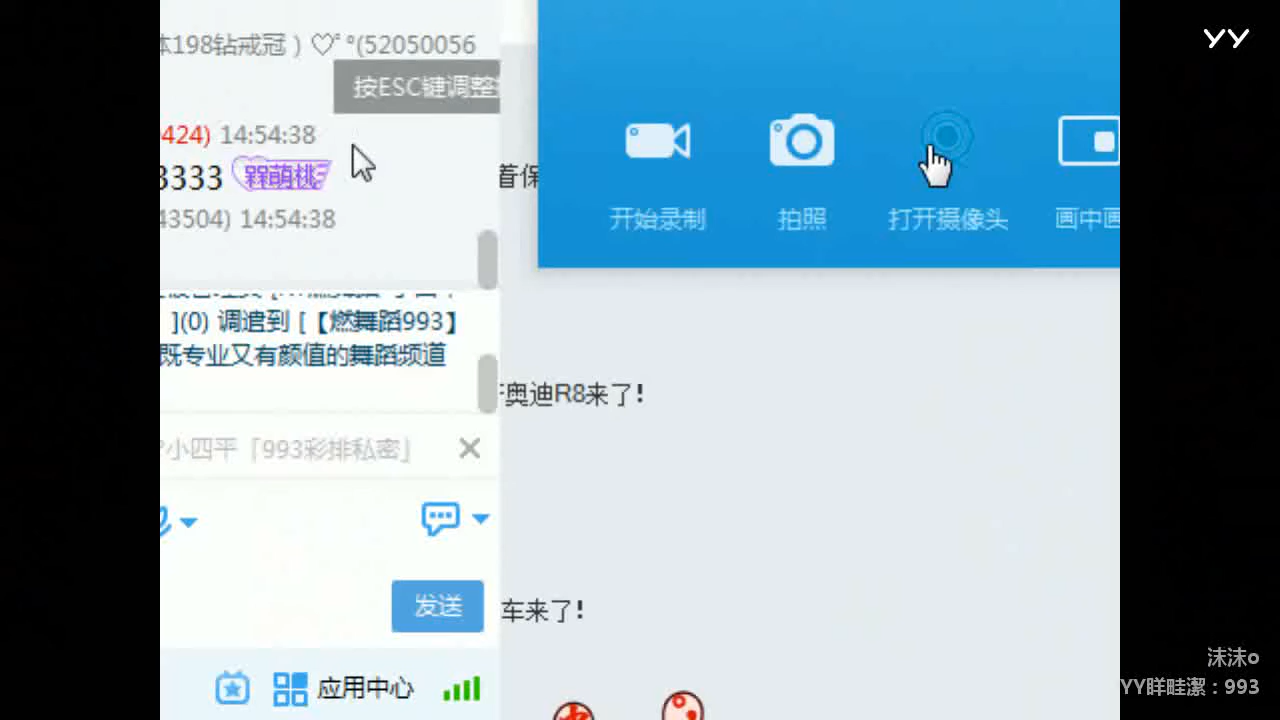 YY
体198钻戒冠 ) ♡° °(52050056
按ESC键调整
424) 14:54:38
3333 槑萌桃
43504) 14:54:38
着保
开始录制
拍照
打开摄像头
画中画
](0) 调遣到 [【燃舞蹈993】
既专业又有颜值的舞蹈频道
奥迪R8来了!
°小四平「993彩排私密」
发送
车来了!
应用中心
沫沫o
YY眻畦潔：993